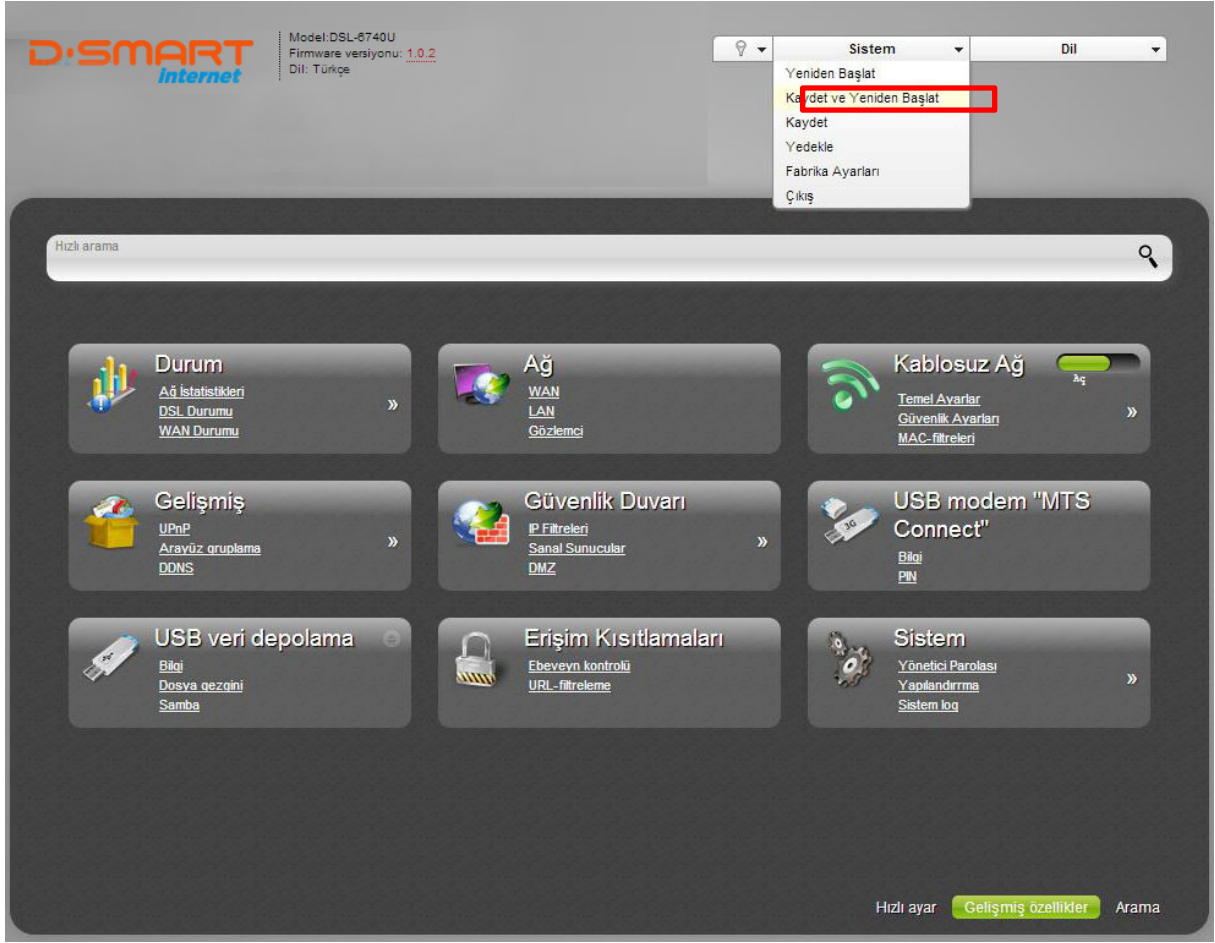 D·SMART
internet
Model:DSL-6740U
Firmware versiyonu: 1.0.2
Dil: Türkçe
Sistem
Dil
Yeniden Başlat
Kaydet ve Yeniden Başlat
Kaydet
Yedekle
Fabrika Ayarları
Çıkış
Hızlı arama
Durum
Ağ İstatistikleri
DSL Durumu
WAN Durumu
»
Ağ
WAN
LAN
Gözlemci
Kablosuz Ağ
Aç
Temel Ayarlar
Güvenlik Ayarları
MAC-filtreleri
»
Gelişmiş
UPnP
Arayüz gruplama
DDNS
»
Güvenlik Duvarı
IP Filtreleri
Sanal Sunucular
DMZ
»
3G
USB modem "MTS
Connect"
Bilgi
PIN
USB veri depolama
Bilgi
Dosya gezgini
Samba
Erişim Kısıtlamaları
Ebeveyn kontrolü
URL-filtreleme
Sistem
Yönetici Parolası
Yapılandırrma
Sistem log
»
Hızlı ayar
Gelişmiş özellikler
Arama